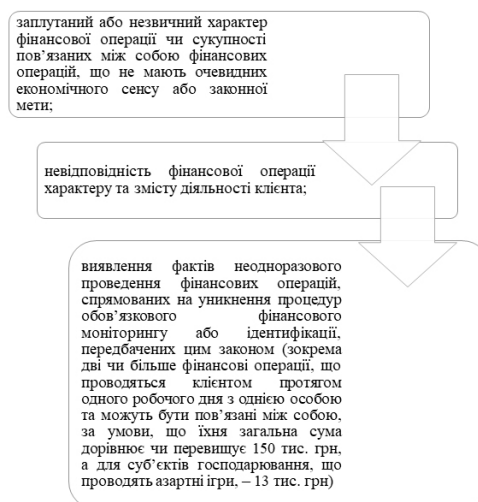 заплутаний або незвичний характер
фінансової операції чи сукупності
пов’язаних між собою фінансових
операцій, що не мають очевидних
економічного сенсу або законної
мети;
невідповідність фінансової операції
характеру та змісту діяльності клієнта;
виявлення фактів неодноразового
проведення фінансових операцій,
спрямованих на уникнення процедур
обов’язкового фінансового
моніторингу або ідентифікації,
передбачених цим законом (зокрема
дві чи більше фінансові операції, що
проводяться клієнтом протягом
одного робочого дня з однією особою
та можуть бути пов’язані між собою,
за умови, що їхня загальна сума
дорівнює чи перевищує 150 тис. грн,
а для суб’єктів господарювання, що
проводять азартні ігри, – 13 тис. грн)